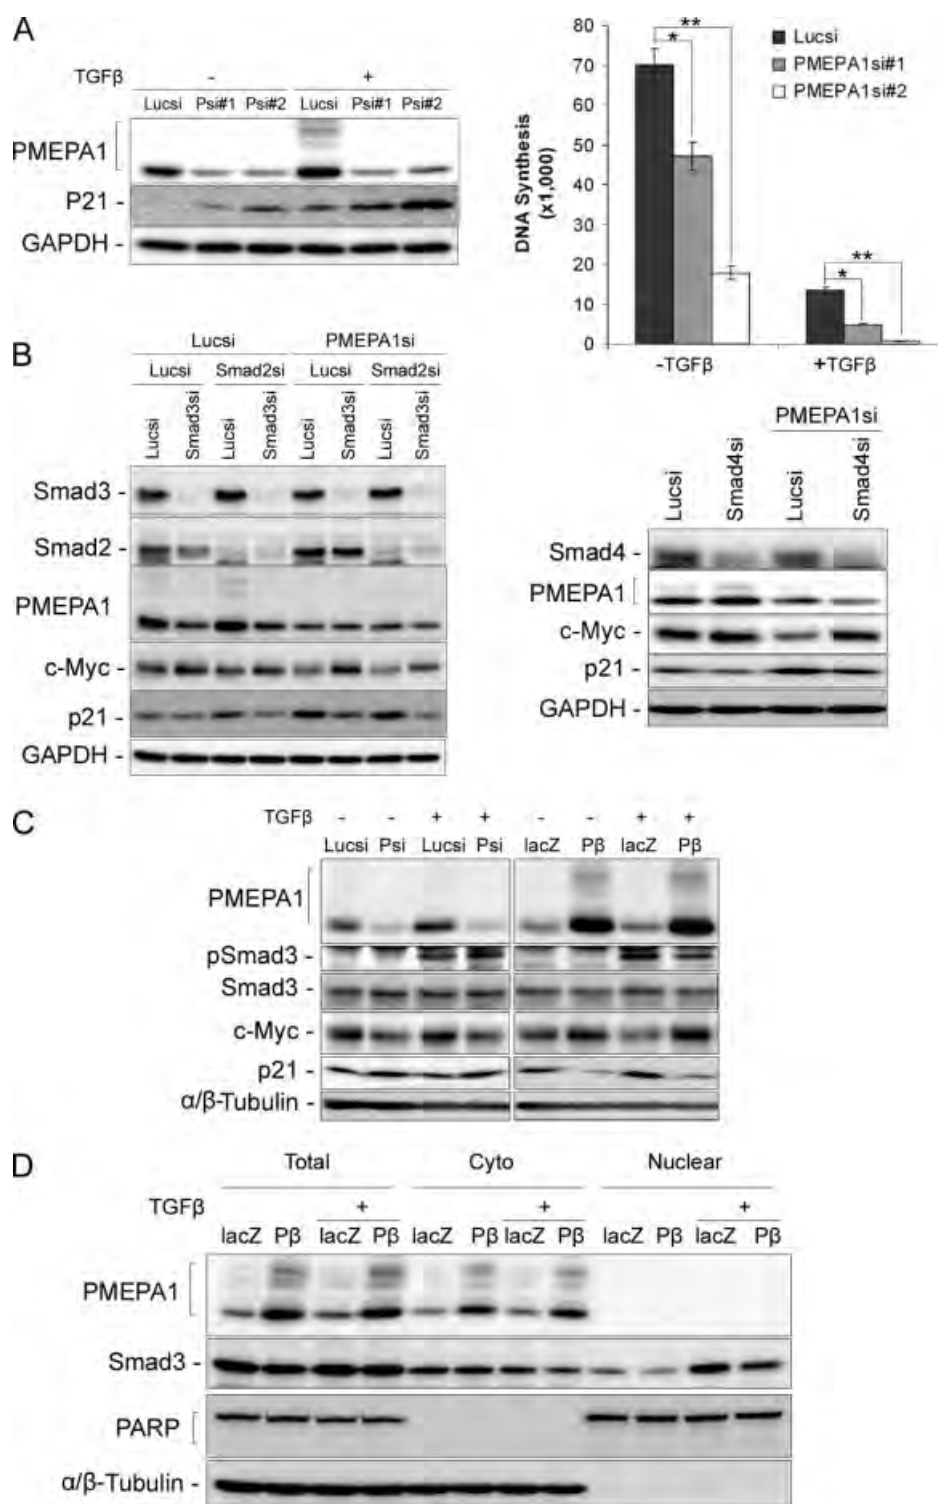 A
TGFβ - +
Lucsi Psi#1 Psi#2 Lucsi Psi#1 Psi#2
PMEPA1
P21 -
GAPDH -
80
70
60
50
40
30
20
10
0
DNA Synthesis
(x1,000)
** 
*
**
*
Lucsi
PMEPA1si#1
PMEPA1si#2
-TGFβ +TGFβ
B
Lucsi PMEPA1si
Lucsi Smad2si Lucsi Smad2si
Lucsi Smad3si Lucsi Smad3si Lucsi Smad3si Lucsi Smad3si
Smad3 -
Smad2 -
PMEPA1
c-Myc -
p21 -
GAPDH -
PMEPA1si
Lucsi Smad4si Lucsi Smad4si
Smad4 -
PMEPA1
c-Myc -
p21 -
GAPDH -
C
TGFβ - - + + - - + +
Lucsi Psi Lucsi Psi lacZ Pβ lacZ Pβ
PMEPA1
pSmad3 -
Smad3 -
c-Myc -
p21 -
α/β-Tubulin -
D
Total Cyto Nuclear
TGFβ + + +
lacZ Pβ lacZ Pβ lacZ Pβ lacZ Pβ lacZ Pβ lacZ Pβ
PMEPA1
Smad3 -
PARP
α/β-Tubulin -